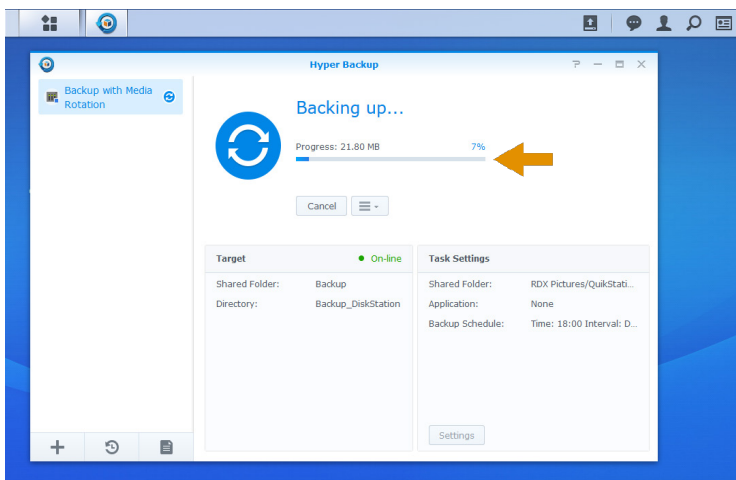 Hyper Backup
Backup with Media
Rotation
Backing up...
Progress: 21.80 MB 7%
Cancel
Target On-line
Shared Folder: Backup
Directory: Backup_DiskStation
Task Settings
Shared Folder: RDX Pictures/QuikStati...
Application: None
Backup Schedule: Time: 18:00 Interval: D...
Settings